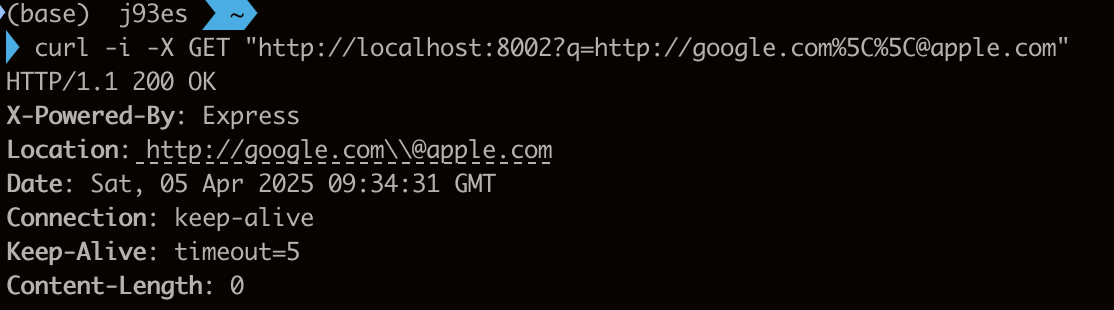 (base) j93es ~
curl -i -X GET "http://localhost:8002?q=http://google.com%5C%5C@apple.com"
HTTP/1.1 200 OK
X-Powered-By: Express
Location: http://google.com\\@apple.com
Date: Sat, 05 Apr 2025 09:34:31 GMT
Connection: keep-alive
Keep-Alive: timeout=5
Content-Length: 0